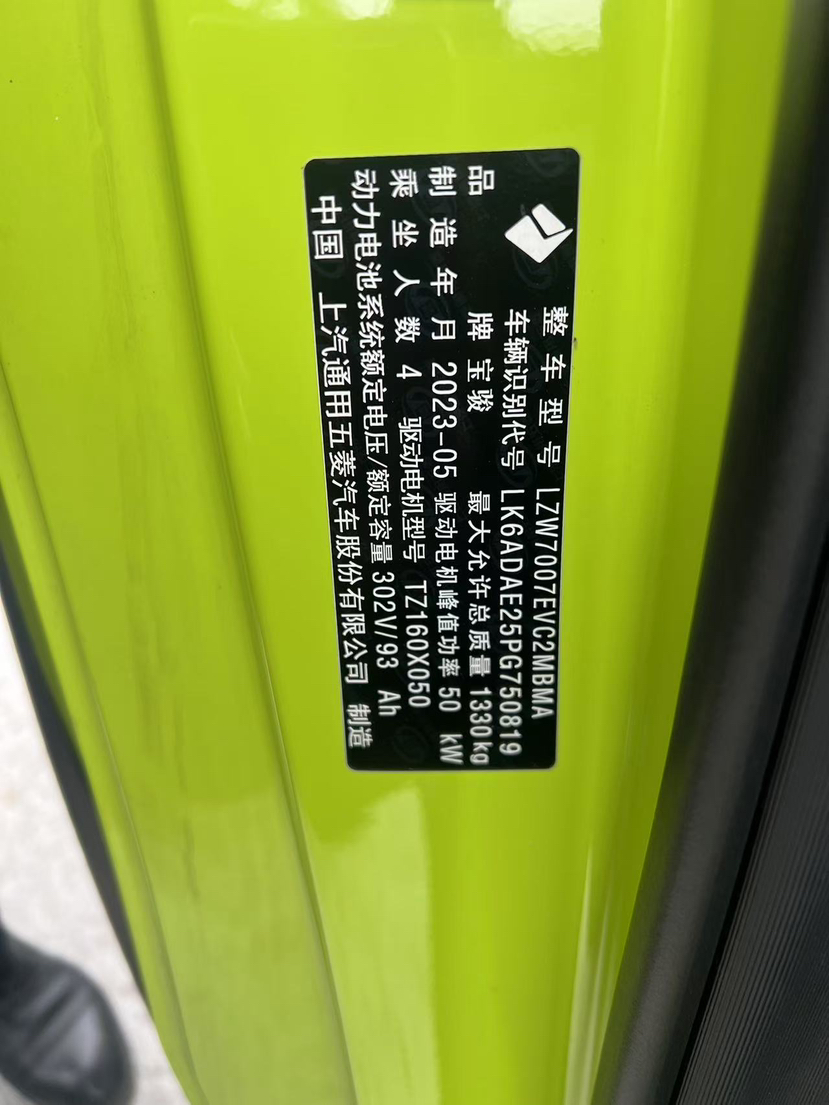 整车型号 LZW7007EVC2MBMA
车辆识别代号 LK6ADAE25PG750819
品牌 宝骏 最大允许总质量 1330kg
制造年月 2023-05 驱动电机峰值功率 50 kW
乘坐人数 4 驱动电机型号 TZ160X050
动力电池系统额定电压/额定容量 302V/93 Ah
中国 上汽通用五菱汽车股份有限公司 制造